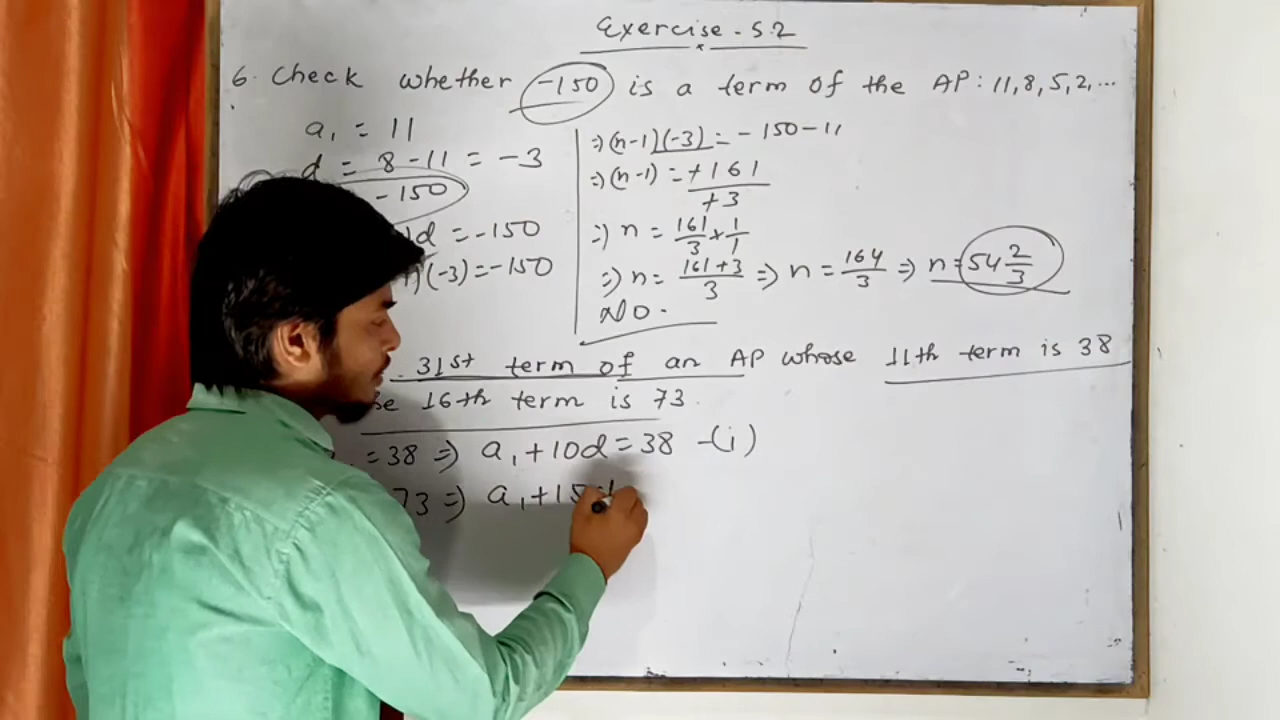 Exercise - 5.2
6. Check whether -150 is a term of the AP: 11, 8, 5, 2, ...
a₁ = 11
d = 8 - 11 = -3
-150
d = -150
(-3) = -150
⇒ (n-1)(-3) = -150-11
⇒ (n-1) = +161/+3
⇒ n = 161/3 × 1/1
⇒ n = 161+3/3 ⇒ n = 164/3 ⇒ n = 54 2/3
NO.
31st term of an AP whose 11th term is 38
16th term is 73.
= 38 ⇒ a₁ + 10d = 38 -(i)
73 ⇒ a₁ + 15d